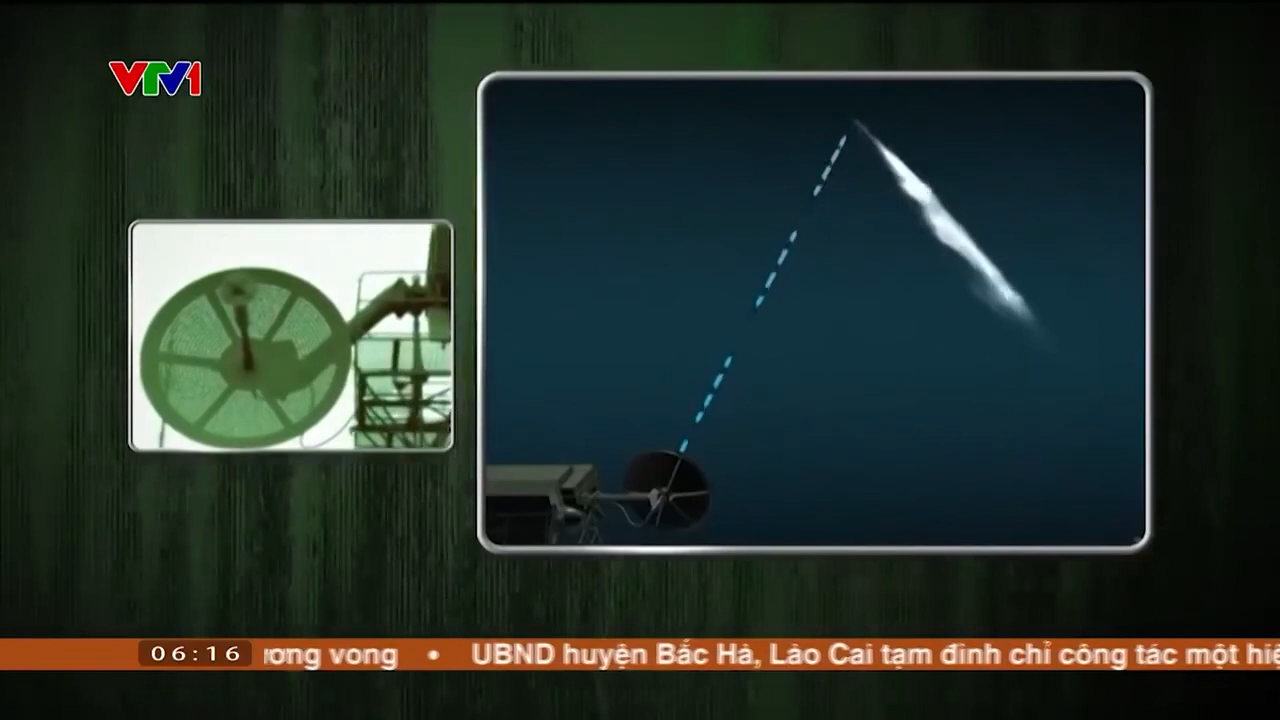 VTV1
06:16 ương vong • UBND huyện Bắc Hà, Lào Cai tạm đình chỉ công tác một